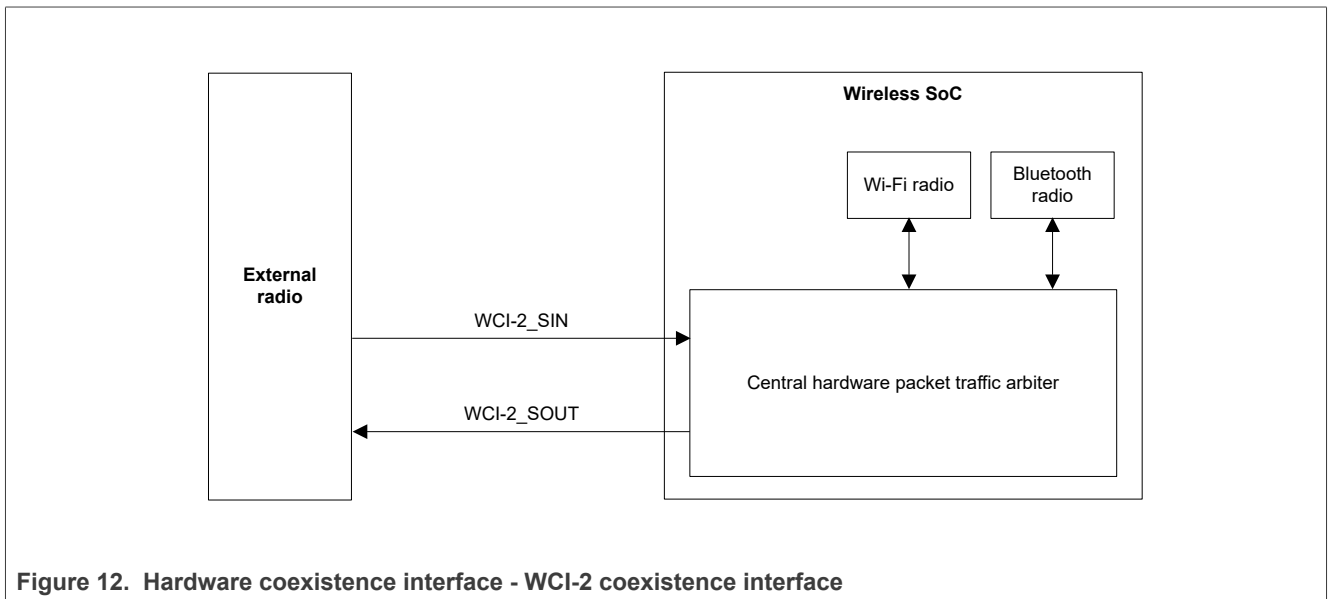 Wireless SoC
Wi-Fi radio
Bluetooth
radio
External
radio
WCI-2_SIN
Central hardware packet traffic arbiter
WCI-2_SOUT
Figure 12. Hardware coexistence interface - WCI-2 coexistence interface